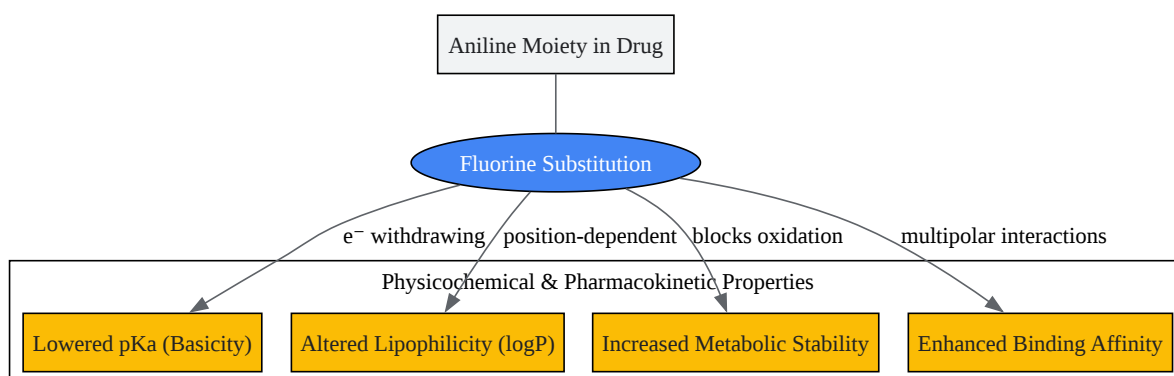 Aniline Moiety in Drug
Fluorine Substitution
e⁻ withdrawing
position-dependent
blocks oxidation
multipolar interactions
Physicochemical & Pharmacokinetic Properties
Lowered pKa (Basicity)
Altered Lipophilicity (logP)
Increased Metabolic Stability
Enhanced Binding Affinity